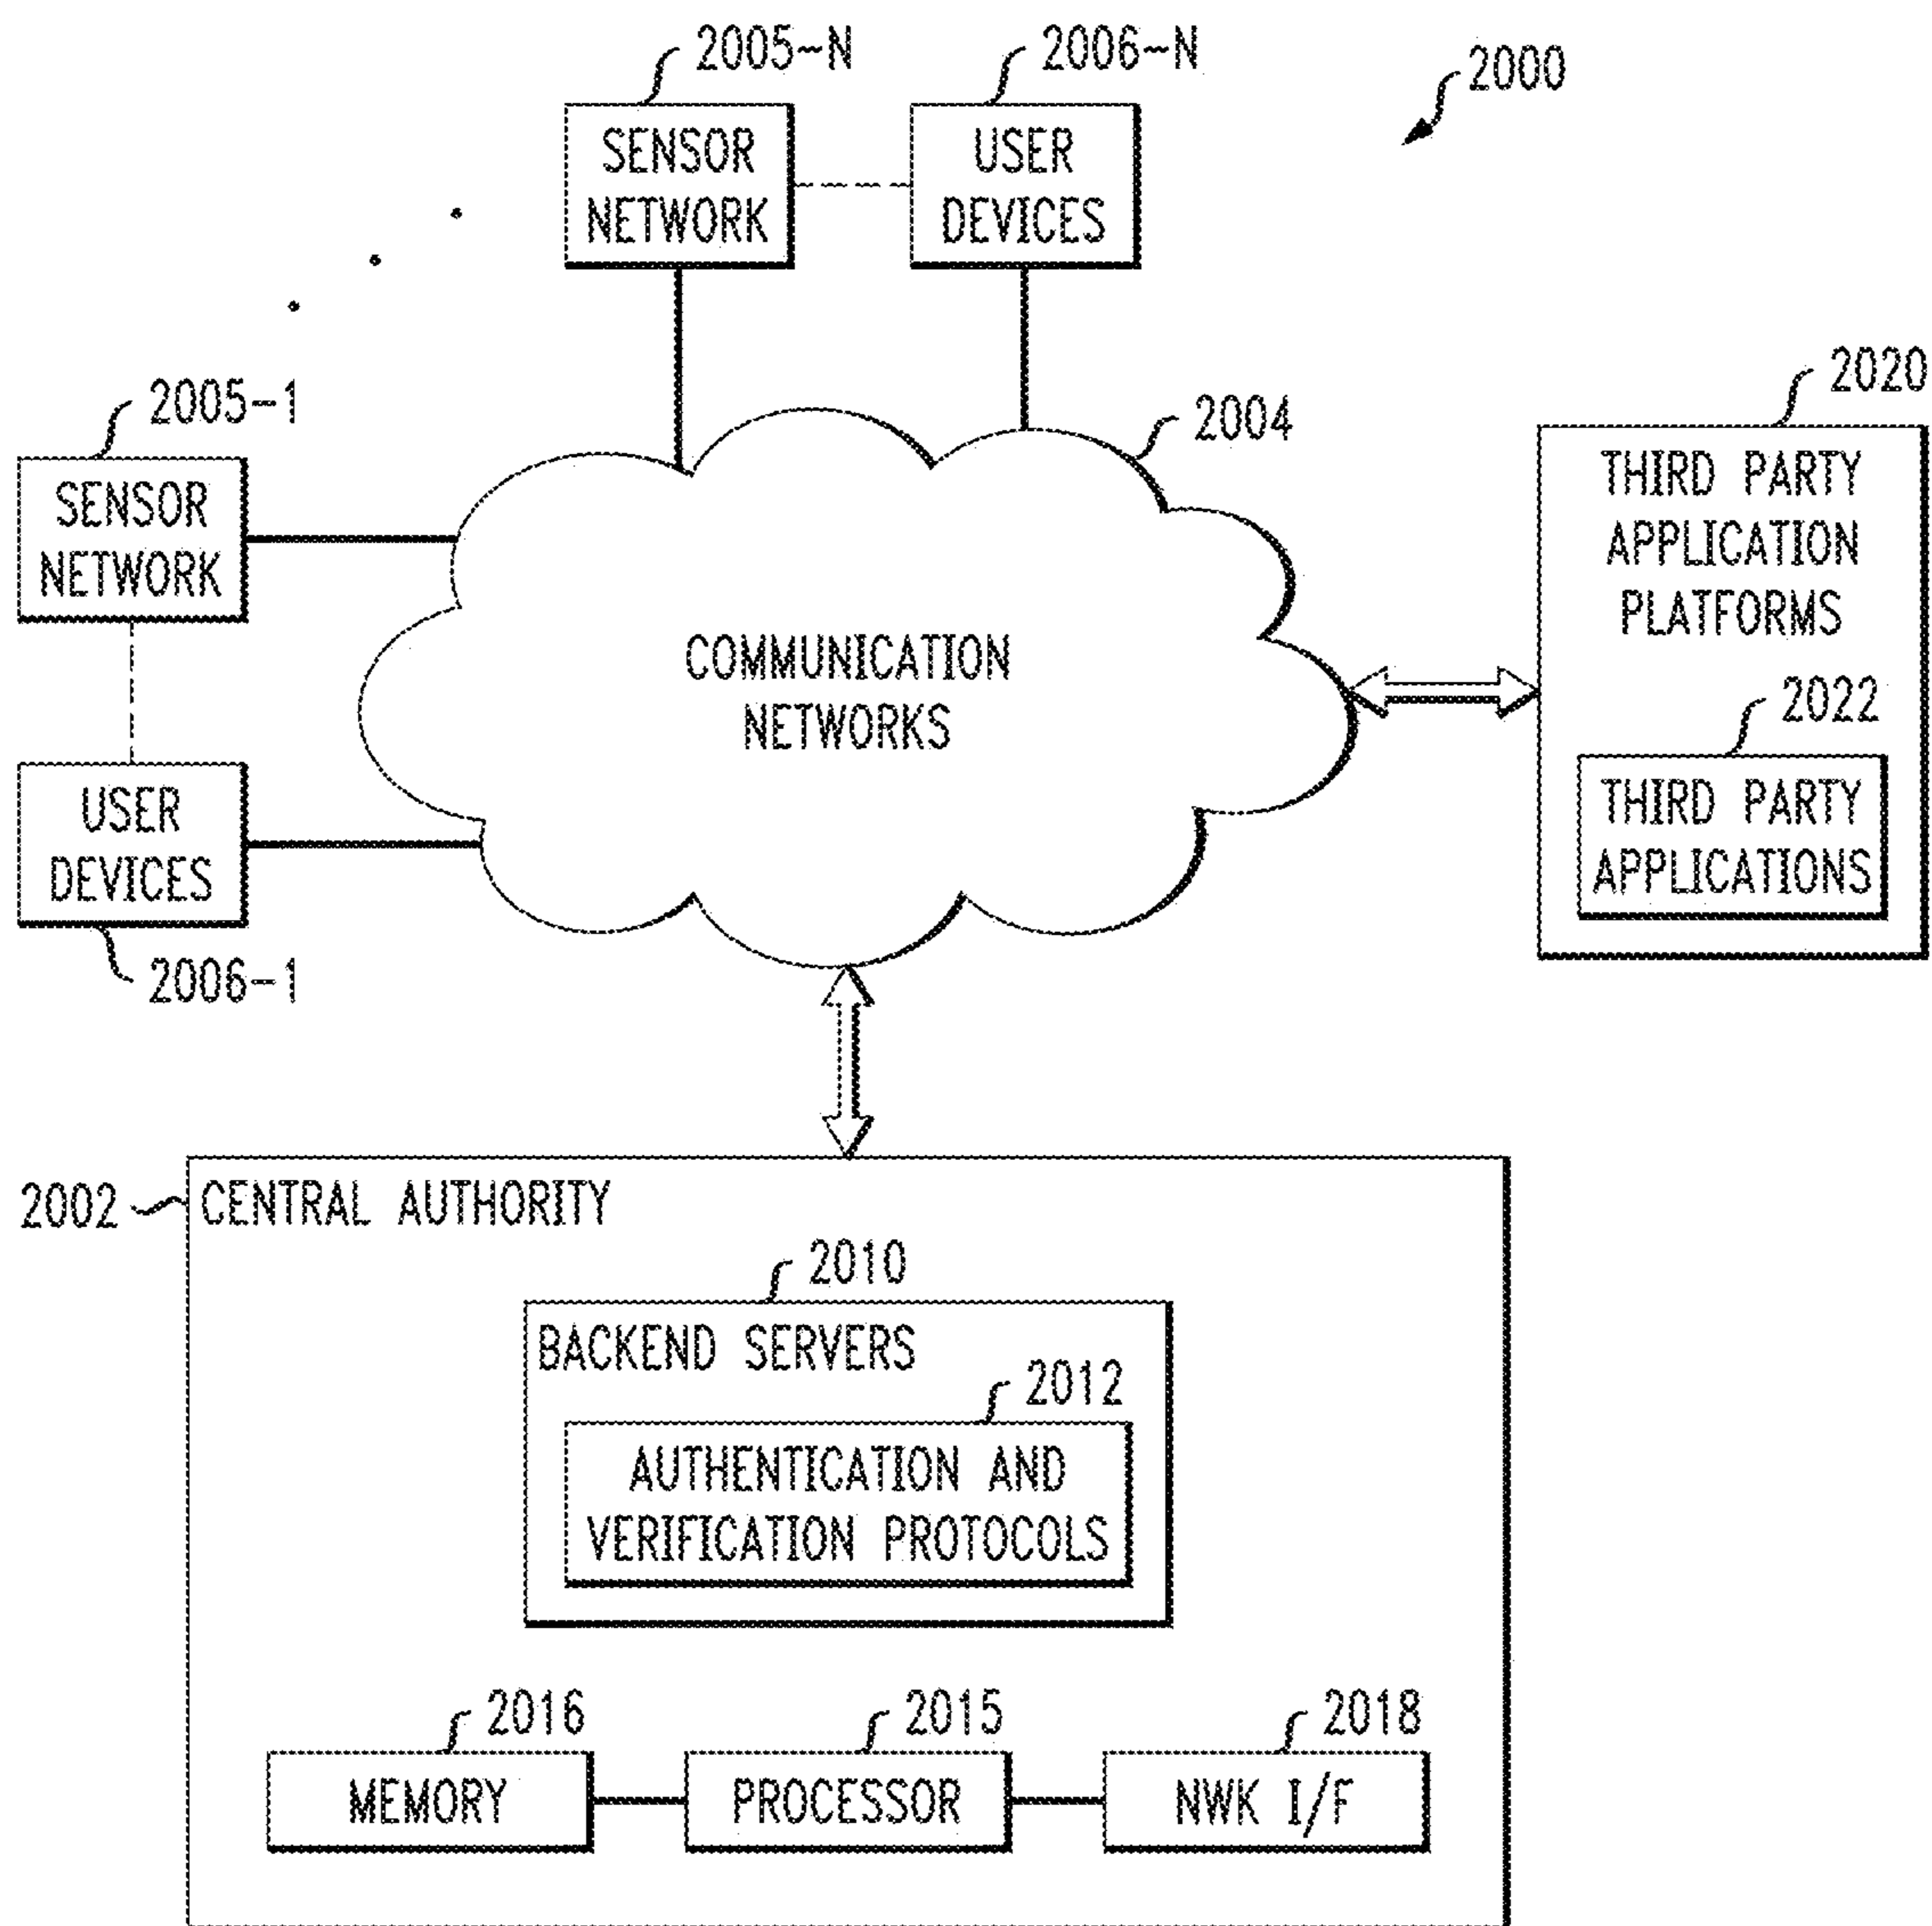 2005-N
2006-N
2000
SENSOR
NETWORK
USER
DEVICES
2005-1
2004
2020
SENSOR
NETWORK
THIRD PARTY
APPLICATION
PLATFORMS
COMMUNICATION
NETWORKS
2022
USER
DEVICES
THIRD PARTY
APPLICATIONS
2006-1
2002
CENTRAL AUTHORITY
2010
BACKEND SERVERS
2012
AUTHENTICATION AND
VERIFICATION PROTOCOLS
2016
2015
2018
MEMORY
PROCESSOR
NWK I/F